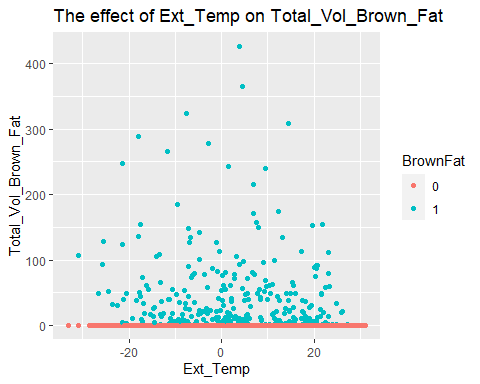 The effect of Ext_Temp on Total_Vol_Brown_Fat
Total_Vol_Brown_Fat
400
300
200
100
0
-20
0
20
Ext_Temp
BrownFat
0
1